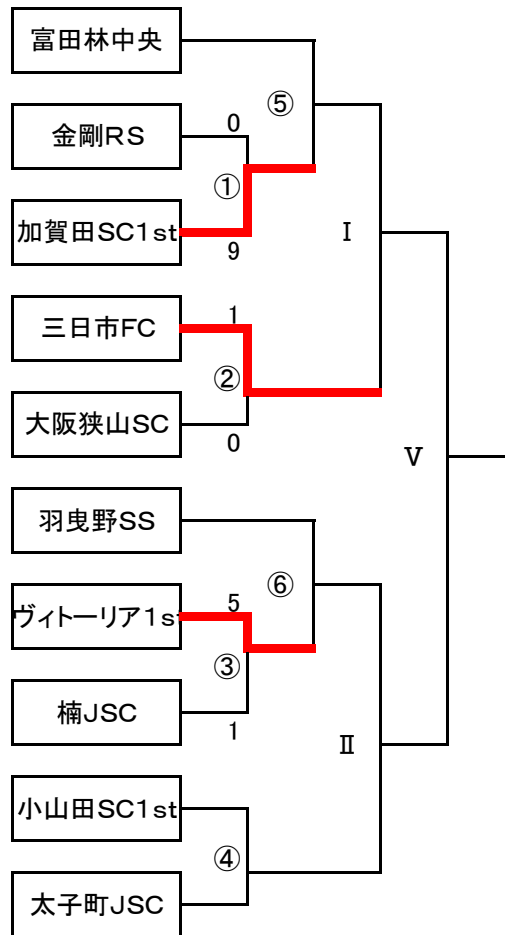 富田林中央
⑤
0
金剛RS
①
加賀田SC1st
9
Ⅰ
1
三日市FC
②
大阪狭山SC
0
Ⅴ
羽曳野SS
⑥
5
ヴィトーリア1st
③
楠JSC
1
Ⅱ
小山田SC1st
④
太子町JSC